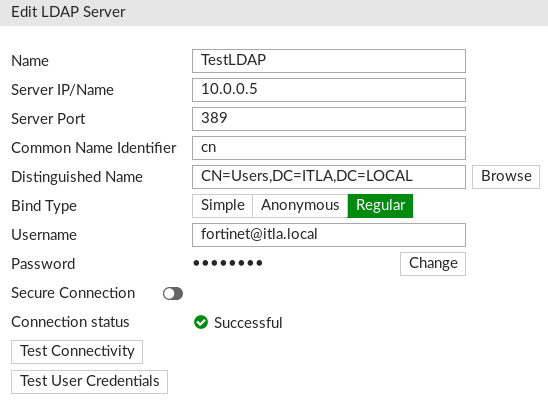 Edit LDAP Server
Name TestLDAP
Server IP/Name 10.0.0.5
Server Port 389
Common Name Identifier cn
Distinguished Name CN=Users,DC=ITLA,DC=LOCAL Browse
Bind Type Simple Anonymous Regular
Username fortinet@itla.local
Password •••••••• Change
Secure Connection
Connection status Successful
Test Connectivity
Test User Credentials